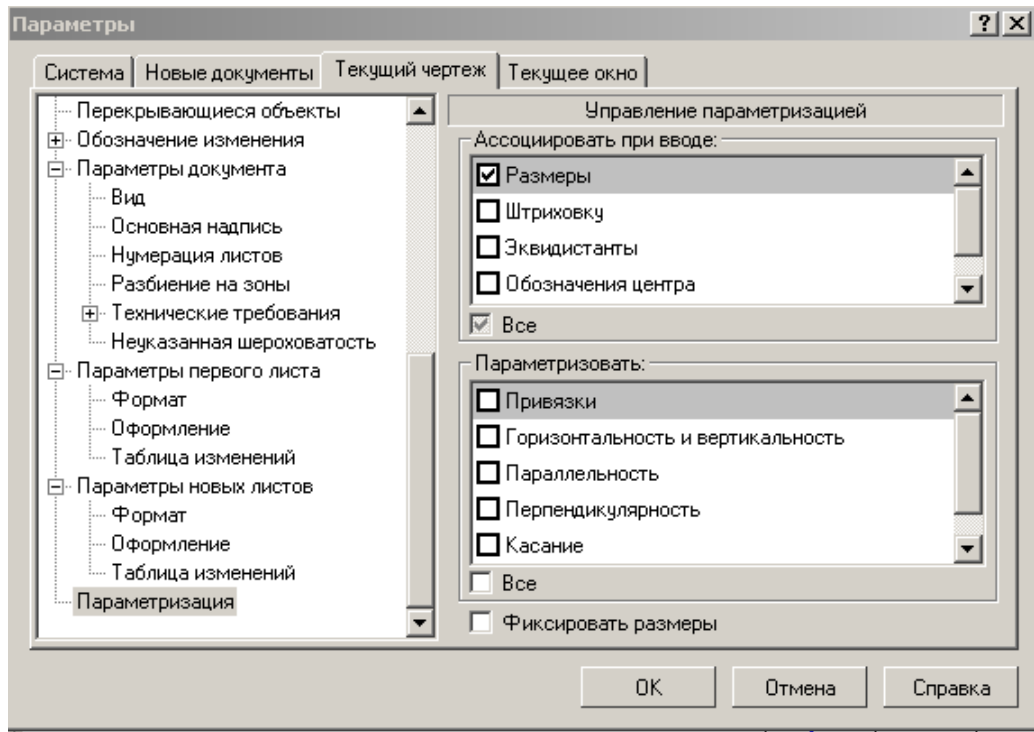 Параметры
Система
Новые документы
Текущий чертеж
Текущее окно
Перекрывающиеся объекты
Обозначение изменения
Параметры документа
Вид
Основная надпись
Нумерация листов
Разбиение на зоны
Технические требования
Неуказанная шероховатость
Параметры первого листа
Формат
Оформление
Таблица изменений
Параметры новых листов
Формат
Оформление
Таблица изменений
Параметризация
Управление параметризацией
Ассоциировать при вводе:
Размеры
Штриховку
Эквидистанты
Обозначения центра
Все
Параметризовать:
Привязки
Горизонтальность и вертикальность
Параллельность
Перпендикулярность
Касание
Все
Фиксировать размеры
OK
Отмена
Справка